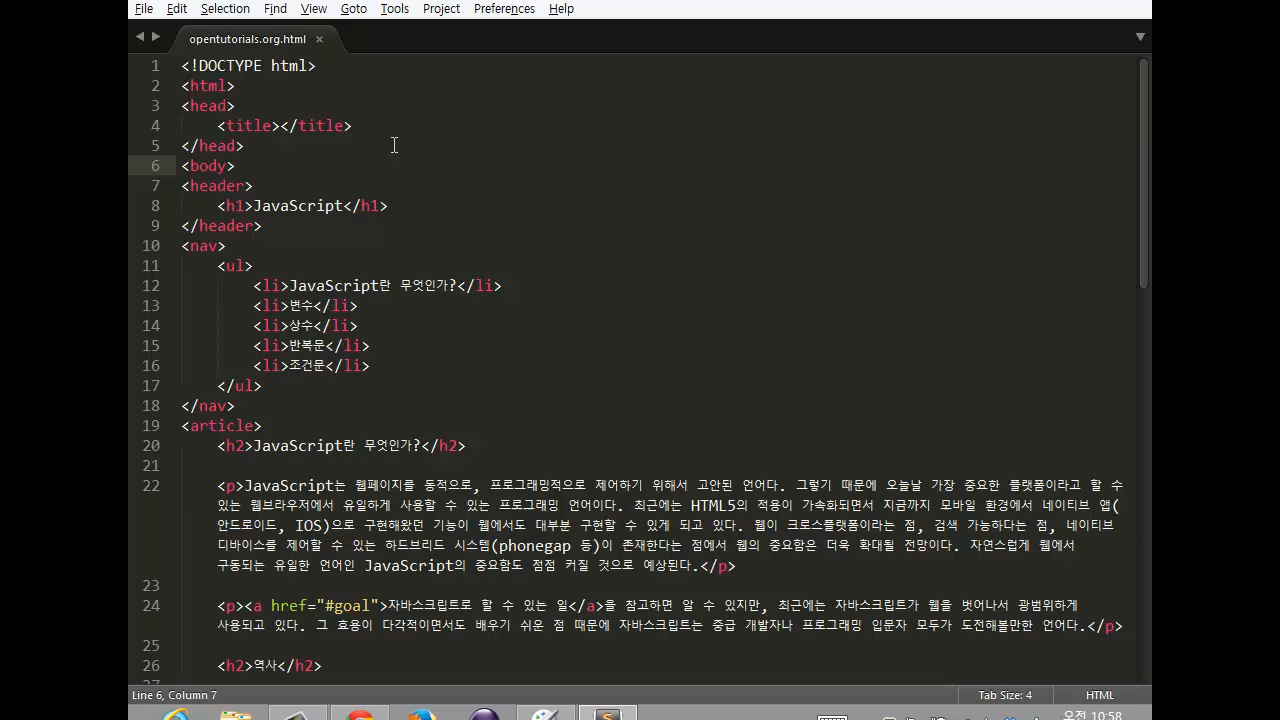 File Edit Selection Find View Goto Tools Project Preferences Help
opentutorials.org.html ×
1 <!DOCTYPE html>
2 <html>
3 <head>
4 <title></title>
5 </head>
6 <body>
7 <header>
8 <h1>JavaScript</h1>
9 </header>
10 <nav>
11 <ul>
12 <li>JavaScript란 무엇인가?</li>
13 <li>변수</li>
14 <li>상수</li>
15 <li>반복문</li>
16 <li>조건문</li>
17 </ul>
18 </nav>
19 <article>
20 <h2>JavaScript란 무엇인가?</h2>
21
22 <p>JavaScript는 웹페이지를 동적으로, 프로그래밍적으로 제어하기 위해서 고안된 언어다. 그렇기 때문에 오늘날 가장 중요한 플랫폼이라고 할 수
있는 웹브라우저에서 유일하게 사용할 수 있는 프로그래밍 언어이다. 최근에는 HTML5의 적용이 가속화되면서 지금까지 모바일 환경에서 네이티브 앱(
안드로이드, IOS)으로 구현해왔던 기능이 웹에서도 대부분 구현할 수 있게 되고 있다. 웹이 크로스플랫폼이라는 점, 검색 가능하다는 점, 네이티브
디바이스를 제어할 수 있는 하드브리드 시스템(phonegap 등)이 존재한다는 점에서 웹의 중요함은 더욱 확대될 전망이다. 자연스럽게 웹에서
구동되는 유일한 언어인 JavaScript의 중요함도 점점 커질 것으로 예상된다.</p>
23
24 <p><a href="#goal">자바스크립트로 할 수 있는 일</a>을 참고하면 알 수 있지만, 최근에는 자바스크립트가 웹을 벗어나서 광범위하게
사용되고 있다. 그 효용이 다각적이면서도 배우기 쉬운 점 때문에 자바스크립트는 중급 개발자나 프로그래밍 입문자 모두가 도전해볼만한 언어다.</p>
25
26 <h2>역사</h2>
Line 6, Column 7 Tab Size: 4 HTML
오전 10:58